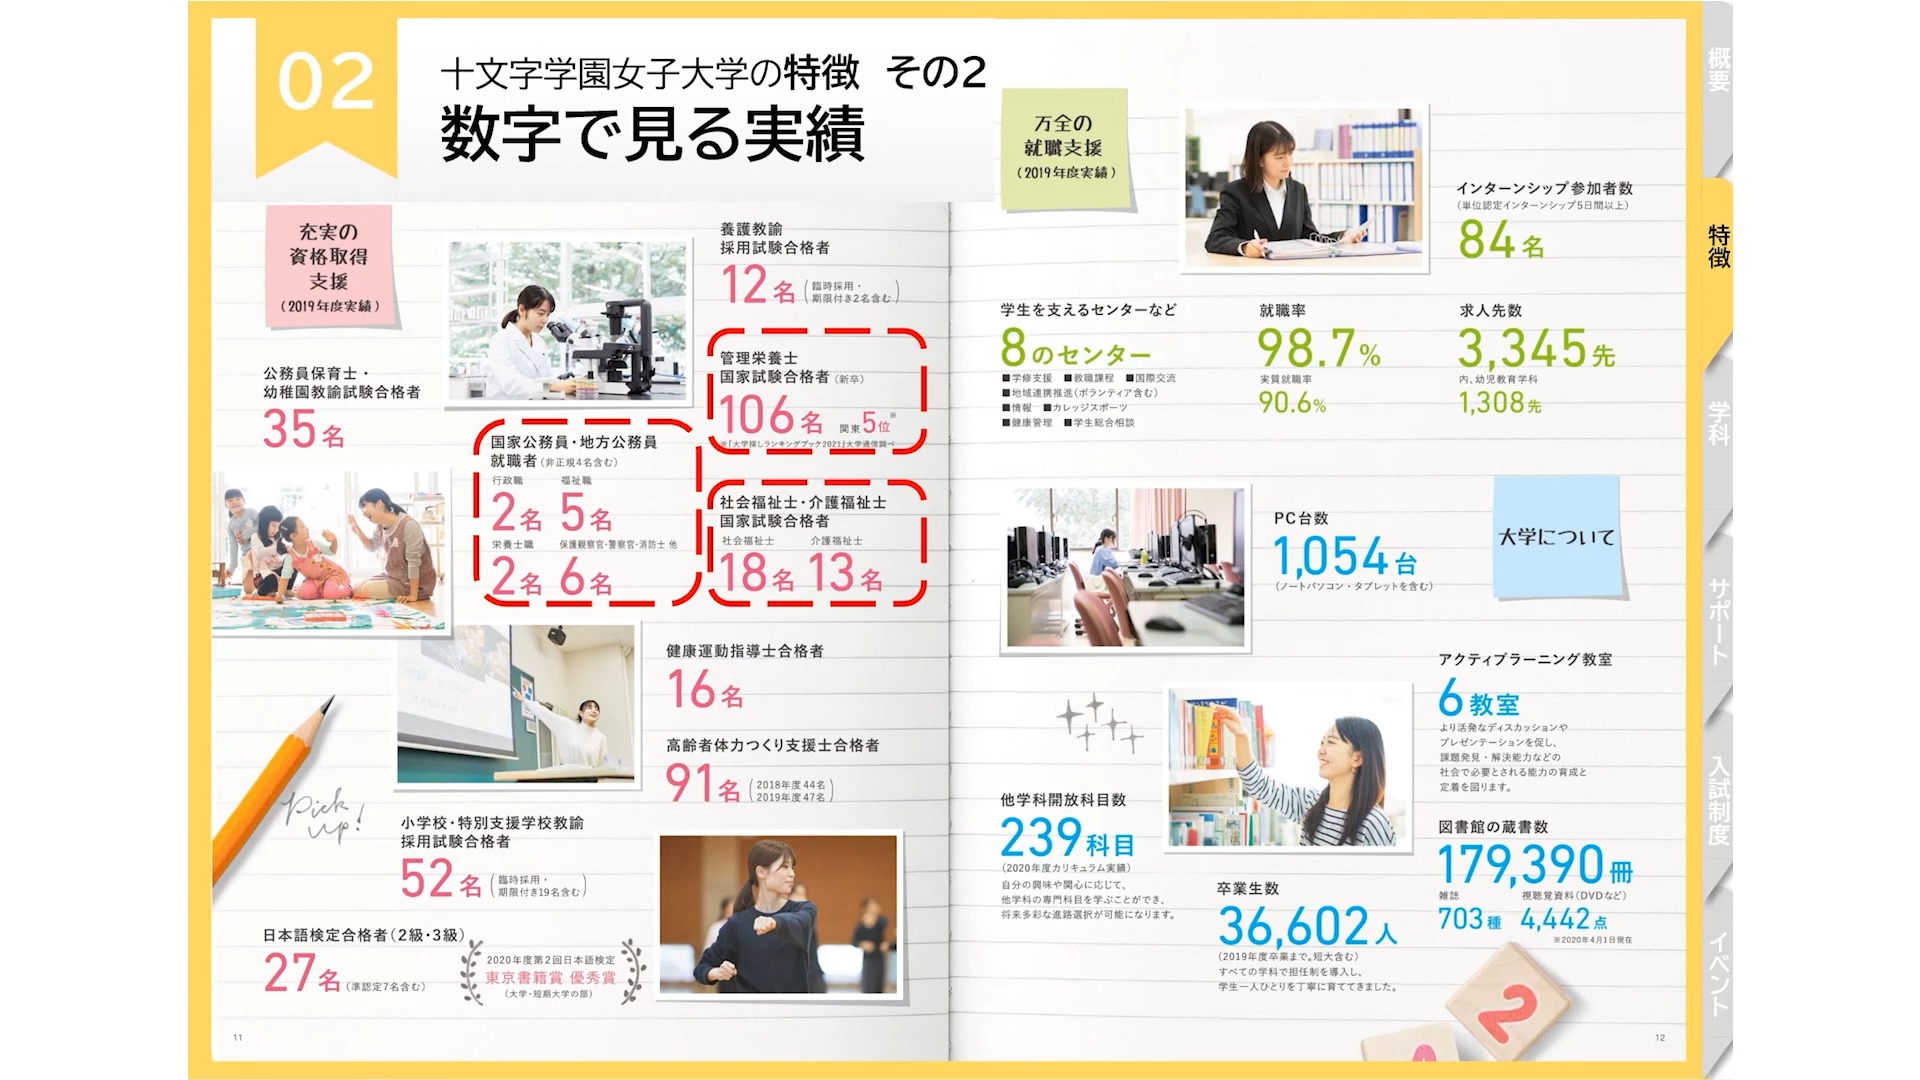 02
十文字学園女子大学の特徴 その2
数字で見る実績
充実の
資格取得
支援
(2019年度実績)
公務員保育士・
幼稚園教諭試験合格者
35名
養護教諭
採用試験合格者
12名(臨時採用・
期限付き2名含む)
管理栄養士
国家試験合格者(新卒)
106名 関東5位※
※『大学探しランキングブック2021』大学通信調べ
国家公務員・地方公務員
就職者(非正規4名含む)
行政職 福祉職
2名 5名
栄養士職 保護観察官・警察官・消防士 他
2名 6名
社会福祉士・介護福祉士
国家試験合格者
社会福祉士 介護福祉士
18名 13名
健康運動指導士合格者
16名
高齢者体力つくり支援士合格者
91名(2018年度44名
2019年度47名)
Pick
up!
小学校・特別支援学校教諭
採用試験合格者
52名(臨時採用・
期限付き19名含む)
日本語検定合格者(2級・3級)
27名(準認定7名含む)
2020年度第2回日本語検定
東京書籍賞 優秀賞
(大学・短期大学の部)
11
万全の
就職支援
(2019年度実績)
インターンシップ参加者数
(単位認定インターンシップ5日間以上)
84名
学生を支えるセンターなど
8のセンター
■学修支援 ■教職課程 ■国際交流
■地域連携推進(ボランティア含む)
■情報 ■カレッジスポーツ
■健康管理 ■学生総合相談
就職率
98.7%
実質就職率
90.6%
求人先数
3,345先
内、幼児教育学科
1,308先
PC台数
1,054台
(ノートパソコン・タブレットを含む)
大学について
アクティブラーニング教室
6教室
より活発なディスカッションや
プレゼンテーションを促し、
課題発見・解決能力などの
社会で必要とされる能力の育成と
定着を図ります。
他学科開放科目数
239科目
(2020年度カリキュラム実績)
自分の興味や関心に応じて、
他学科の専門科目を学ぶことができ、
将来多彩な進路選択が可能になります。
卒業生数
36,602人
(2019年度卒業まで。短大含む)
すべての学科で担任制を導入し、
学生一人ひとりを丁寧に育ててきました。
図書館の蔵書数
179,390冊
雑誌 視聴覚資料(DVDなど)
703種 4,442点
※2020年4月1日現在
2
12
概要
特徴
学科
サポート
入試制度
イベント